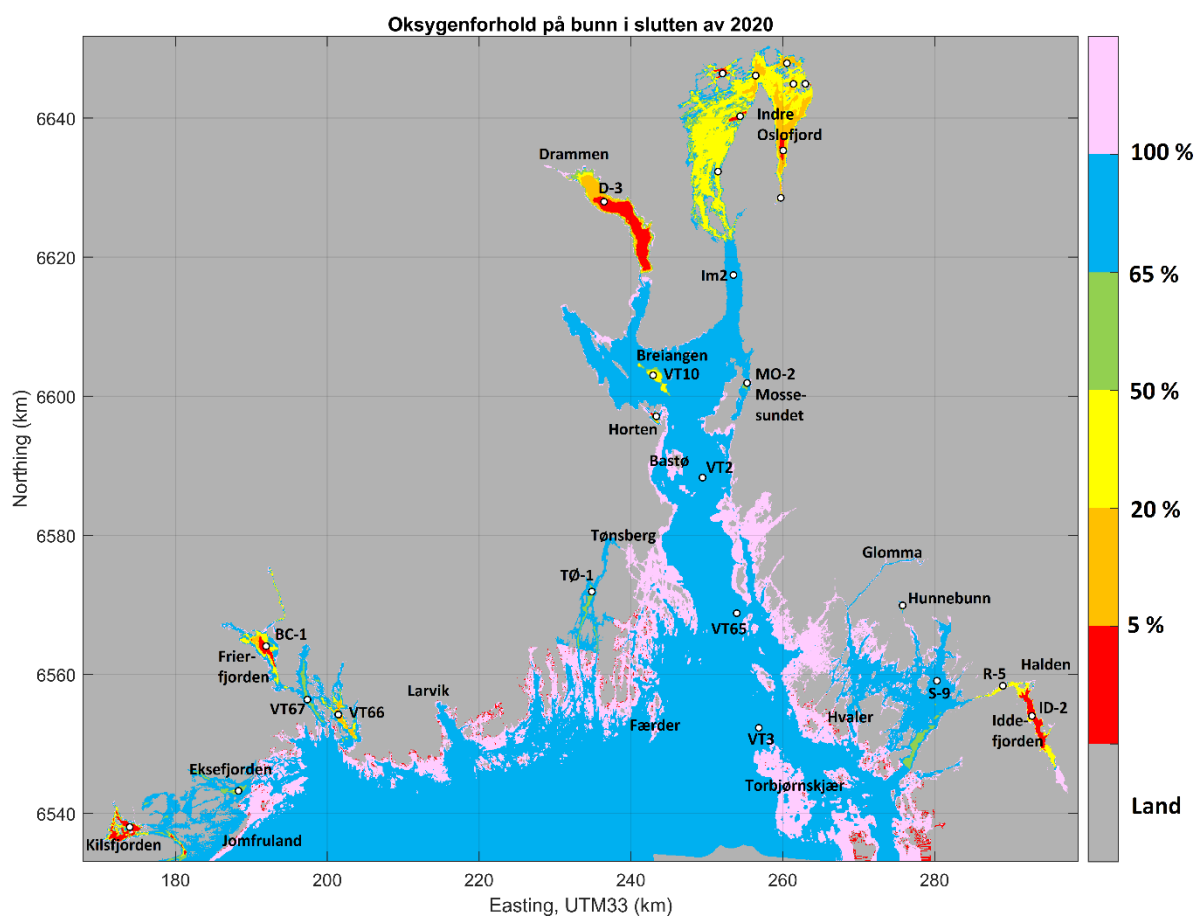 Oksygenforhold på bunn i slutten av 2020
Northing (km)
6640
6620
6600
6580
6560
6540
180
200
220
240
260
280
Easting, UTM33 (km)
Indre
Oslofjord
Drammen
D-3
Im2
Breiangen
VT10
MO-2
Mosse-
sundet
Horten
Bastø
VT2
Tønsberg
TØ-1
Glomma
Hunnebunn
VT65
BC-1
Frier-
fjorden
VT67
VT66
Larvik
Færder
VT3
Hvaler
S-9
R-5
Halden
ID-2
Idde-
fjorden
Torbjørnskjær
Eksefjorden
Jomfruland
Kilsfjorden
100 %
65 %
50 %
20 %
5 %
Land